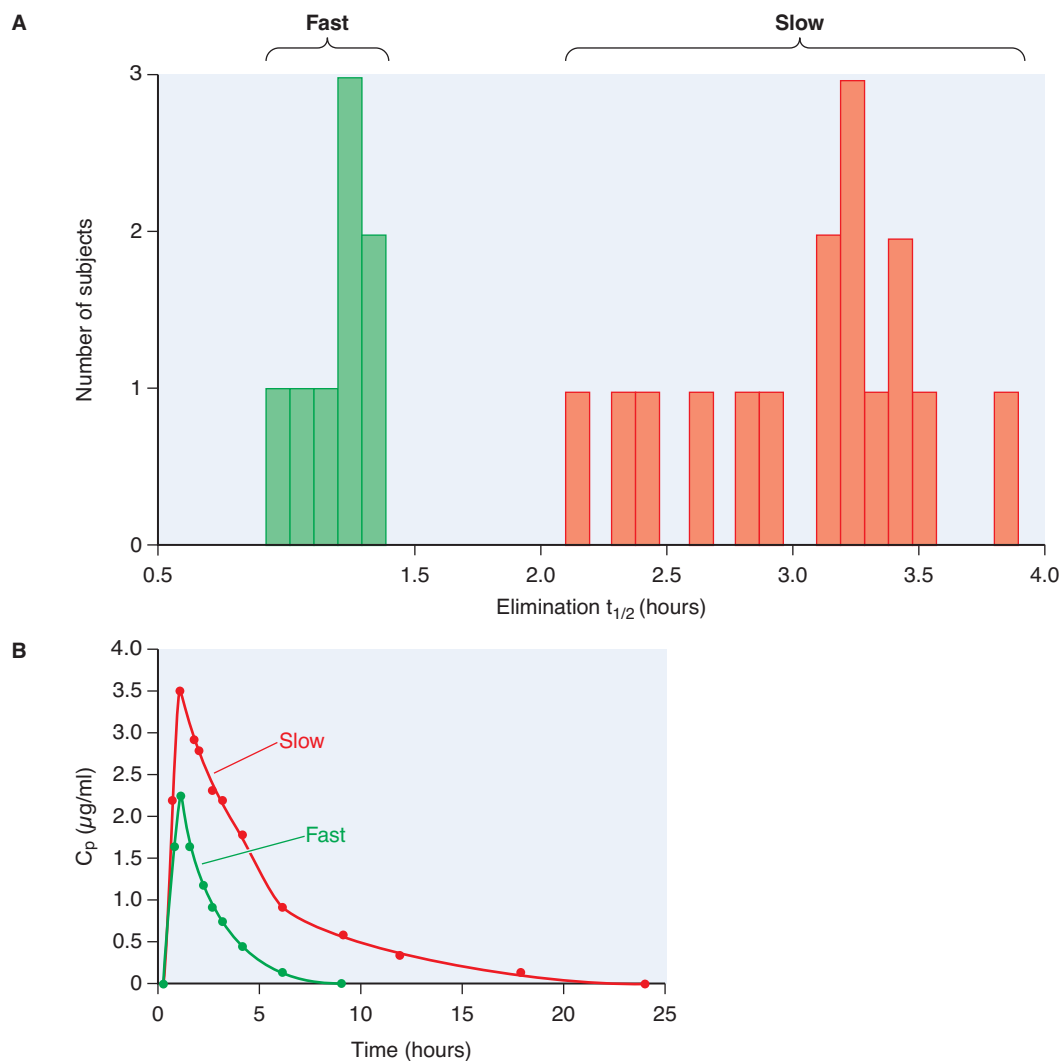 A
Fast
Slow
3
2
1
0
Number of subjects
0.5
1.5
2.0
2.5
3.0
3.5
4.0
Elimination t1/2 (hours)
B
4.0
3.5
3.0
2.5
2.0
1.5
1.0
0.5
0
Cp (µg/ml)
Slow
Fast
0
5
10
15
20
25
Time (hours)